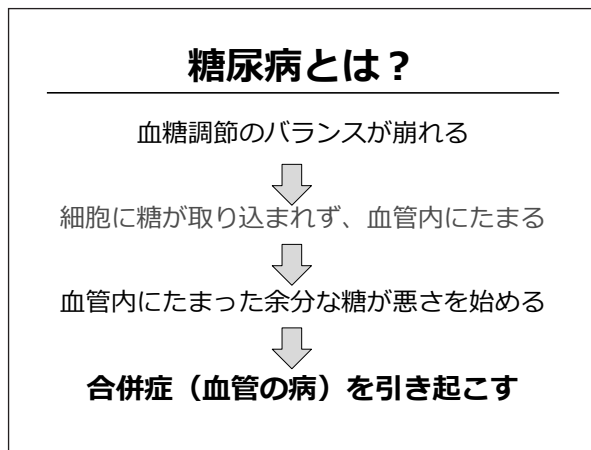 糖尿病とは？
血糖調節のバランスが崩れる
細胞に糖が取り込まれず、血管内にたまる
血管内にたまった余分な糖が悪さを始める
合併症（血管の病）を引き起こす